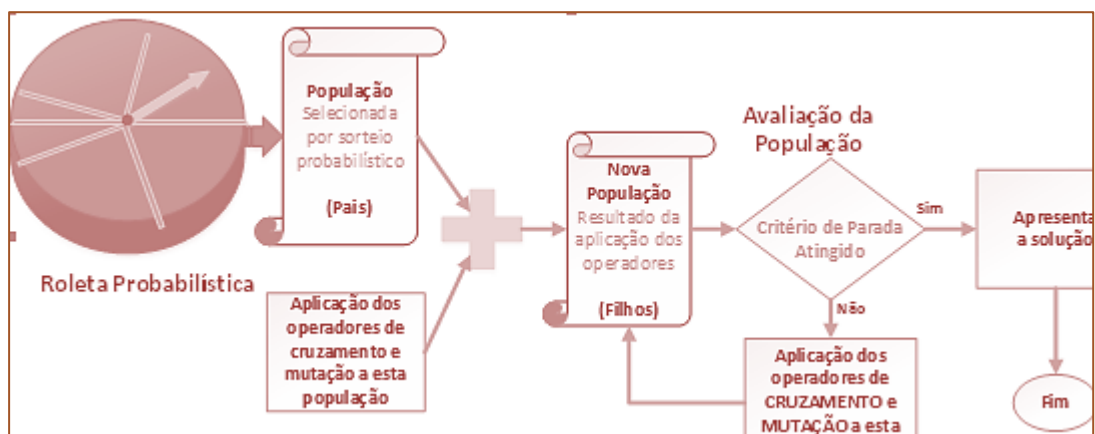 Roleta Probabilística
População
Selecionada
por sorteio
probabilístico
(Pais)
Aplicação dos
operadores de
cruzamento e
mutação a esta
população
Nova
População
Resultado da
aplicação dos
operadores
(Filhos)
Avaliação da
População
Critério de Parada
Atingido
Sim
Não
Apresenta
a solução
Aplicação dos
operadores de
CRUZAMENTO e
MUTAÇÃO a esta
Fim